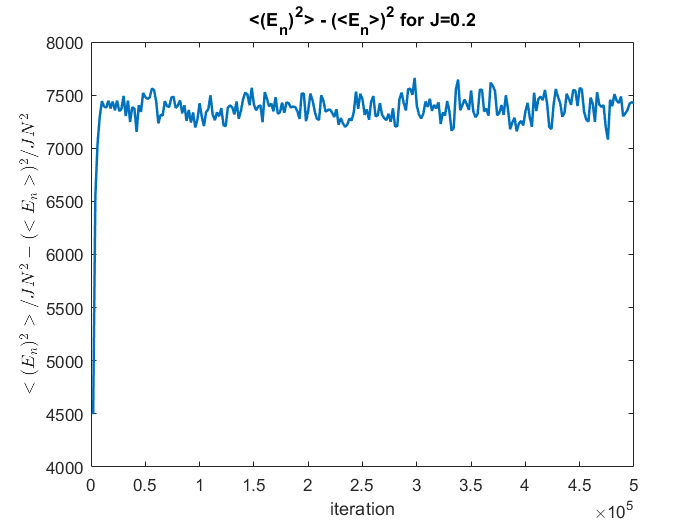 <(E_n)^2> - (<E_n>)^2 for J=0.2
< (E_n)^2 > /JN^2 − (< E_n >)^2/JN^2
8000
7500
7000
6500
6000
5500
5000
4500
4000
0 0.5 1 1.5 2 2.5 3 3.5 4 4.5 5
iteration
×10^5